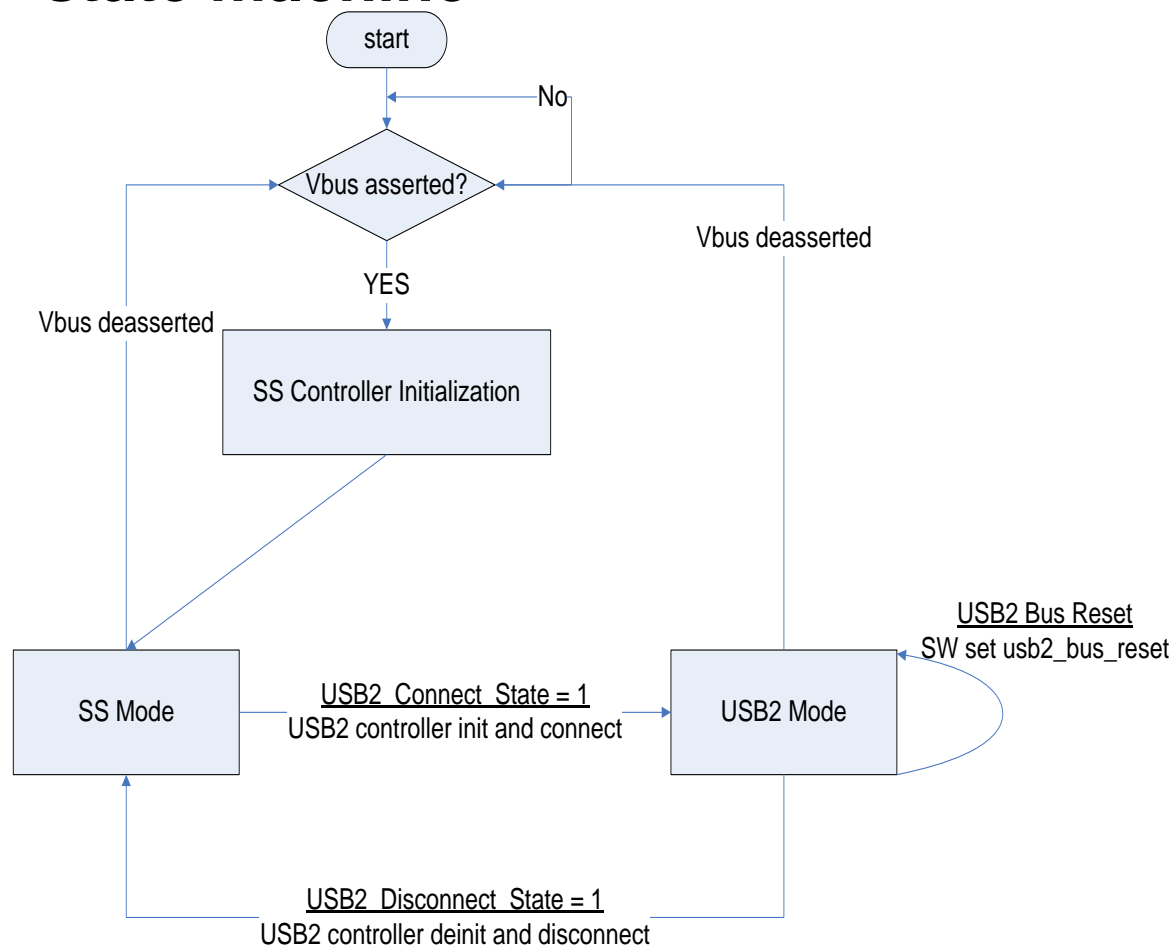 start
No
Vbus asserted?
Vbus deasserted
YES
Vbus deasserted
SS Controller Initialization
USB2 Bus Reset
SW set usb2_bus_reset
SS Mode
USB2_Connect_State = 1
USB2 controller init and connect
USB2 Mode
USB2_Disconnect_State = 1
USB2 controller deinit and disconnect